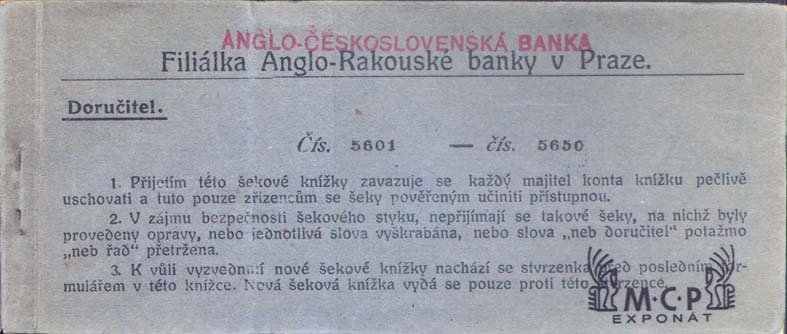 ANGLO-ČESKOSLOVENSKÁ BANKA
Filiálka Anglo-Rakouské banky v Praze.
Doručitel.
Čís. 5601 — čís. 5650
1. Přijetím této šekové knížky zavazuje se každý majitel konta knížku pečlivě
uschovati a tuto pouze zřízencům se šeky pověřeným učiniti přístupnou.
2. V zájmu bezpečnosti šekového styku, nepřijímají se takové šeky, na nichž byly
provedeny opravy, nebo jednotlivá slova vyškrabána, nebo slova „neb doručitel" potažmo
„neb řad" přetržena.
3. K vůli vyzvednutí nové šekové knížky nachází se stvrzenka před posledním
mulářem v této knížce. Nová šeková knížka vydá se pouze proti této
M·C·P
EXPONÁT